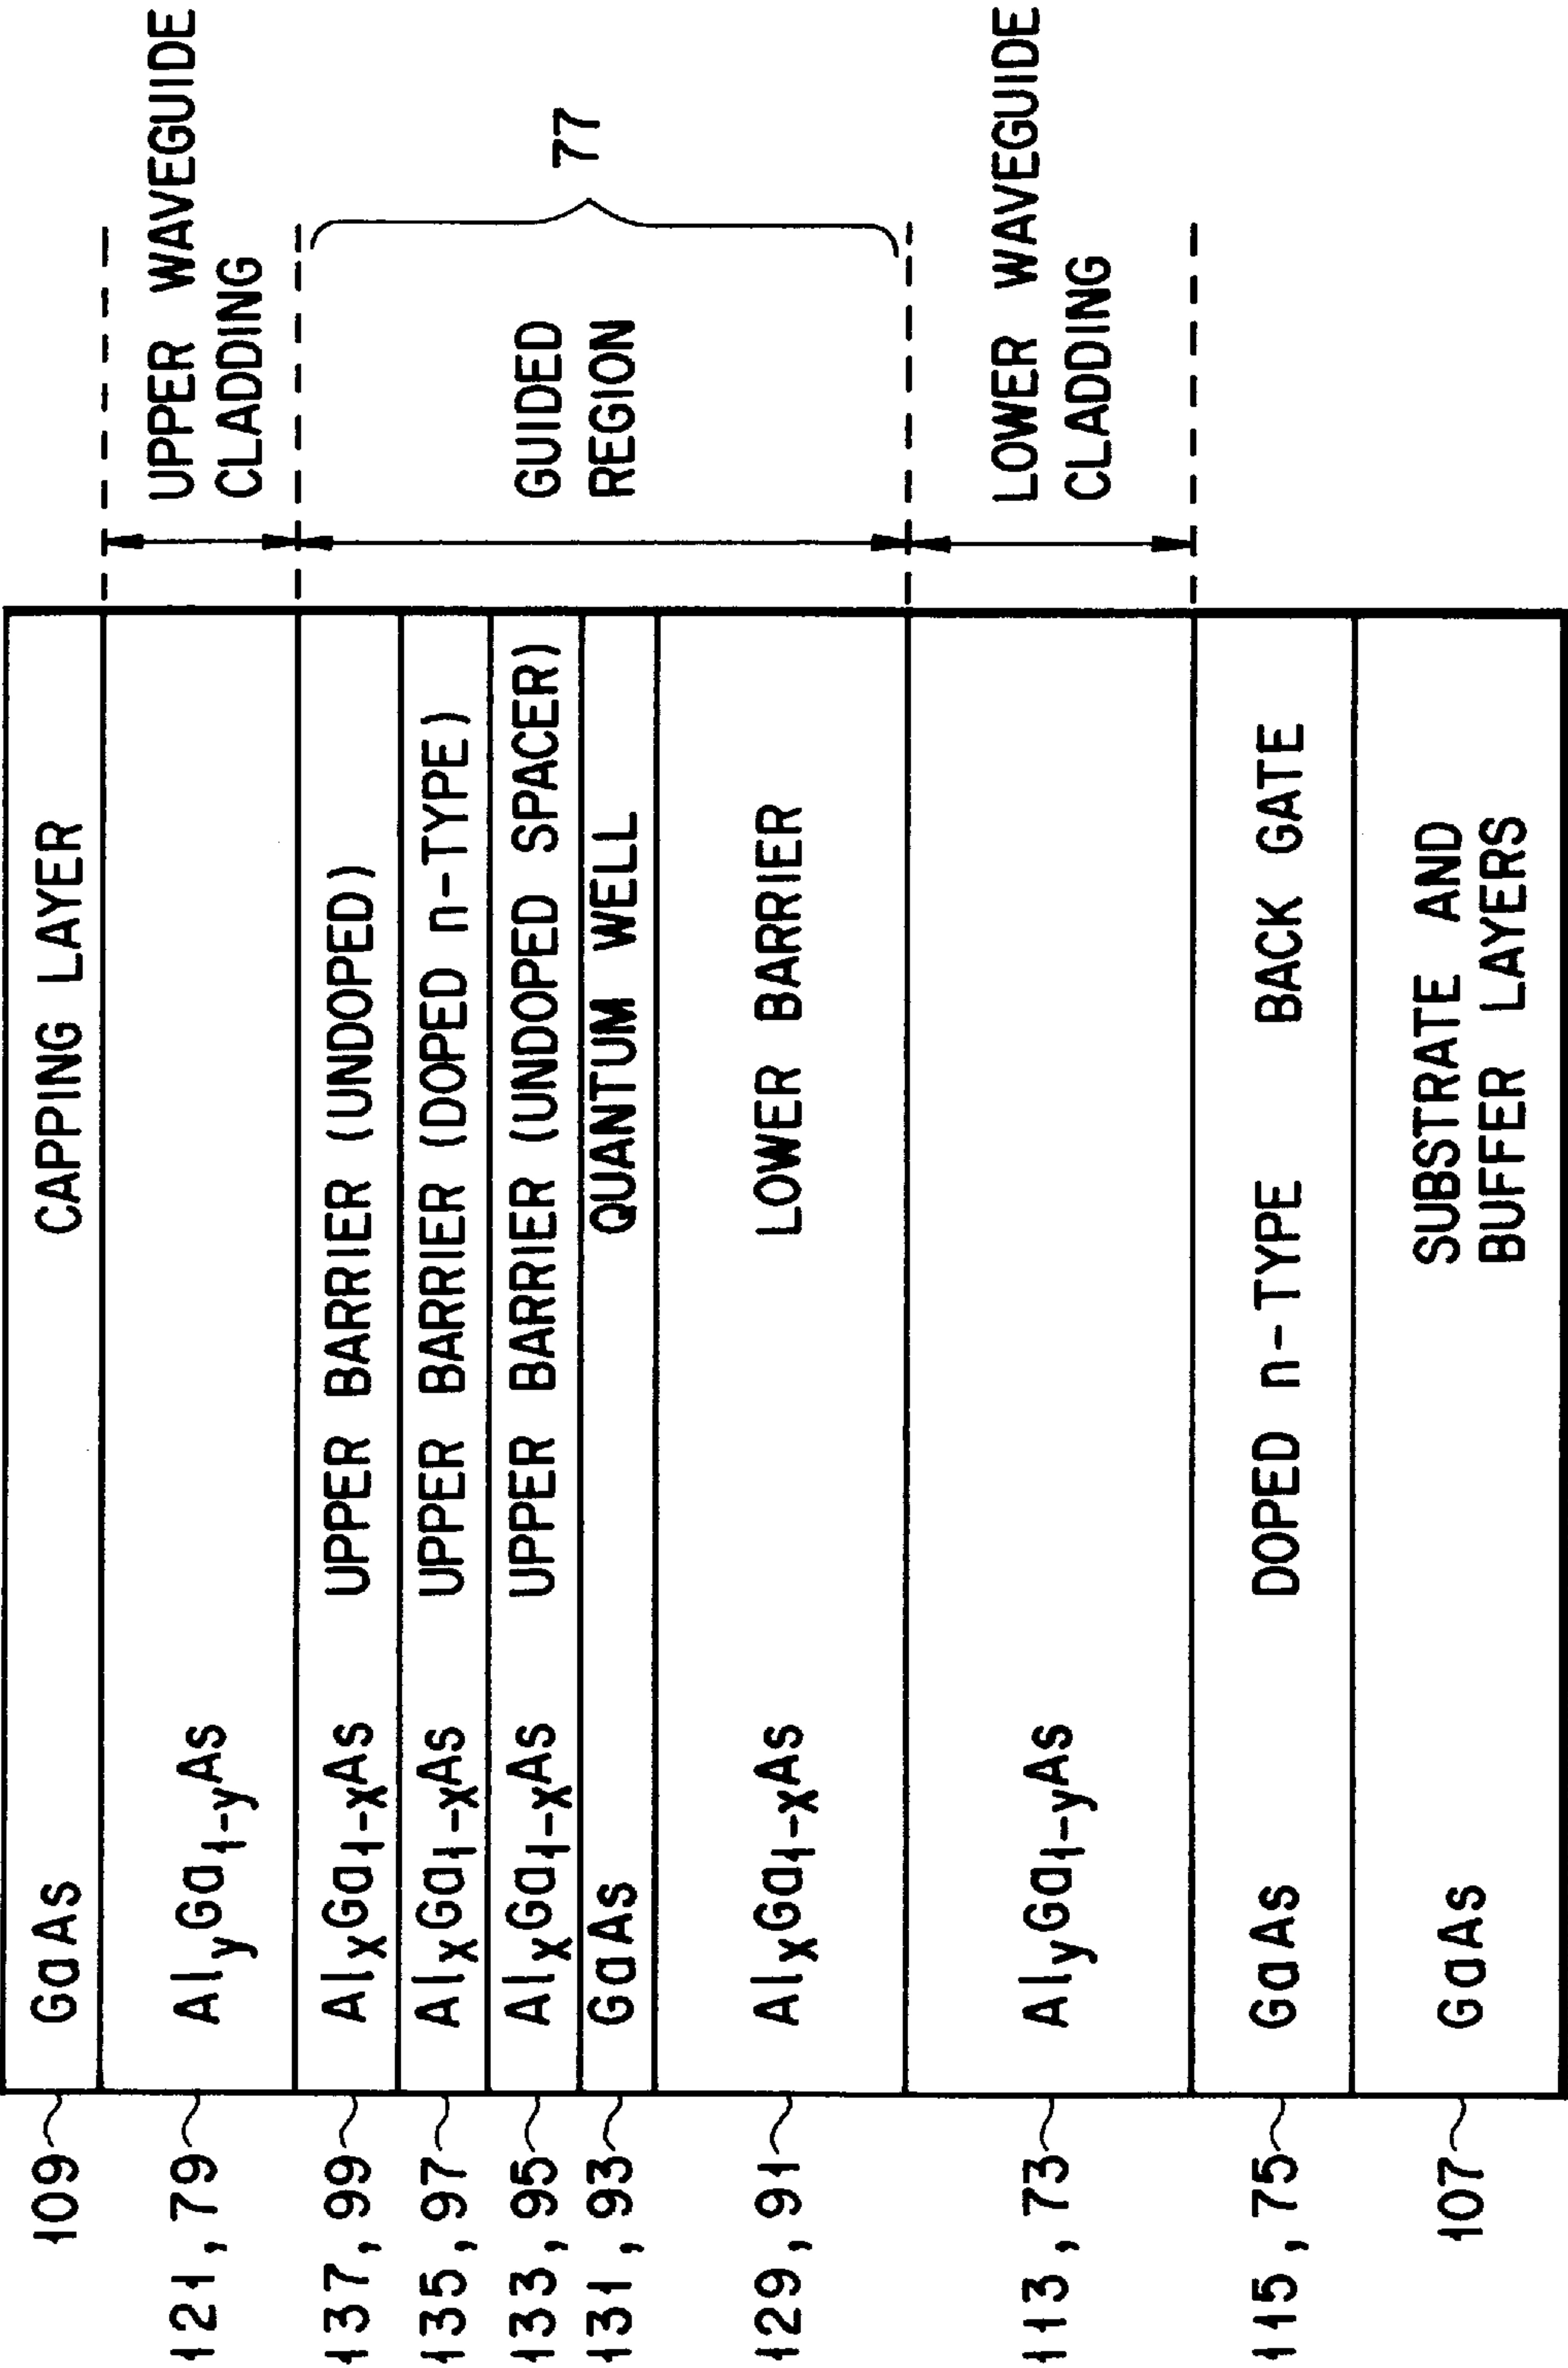 109 GaAs CAPPING LAYER
121, 79 AlyGa1-yAs
UPPER WAVEGUIDE
CLADDING
137, 99 AlxGa1-xAs UPPER BARRIER (UNDOPED)
135, 97 AlxGa1-xAs UPPER BARRIER (DOPED n-TYPE)
133, 95 AlxGa1-xAs UPPER BARRIER (UNDOPED SPACER)
131, 93 GaAs QUANTUM WELL
GUIDED
REGION
77
129, 91 AlxGa1-xAs LOWER BARRIER
113, 73 AlyGa1-yAs
LOWER WAVEGUIDE
CLADDING
115, 75 GaAs DOPED n-TYPE BACK GATE
107 GaAs SUBSTRATE AND
BUFFER LAYERS